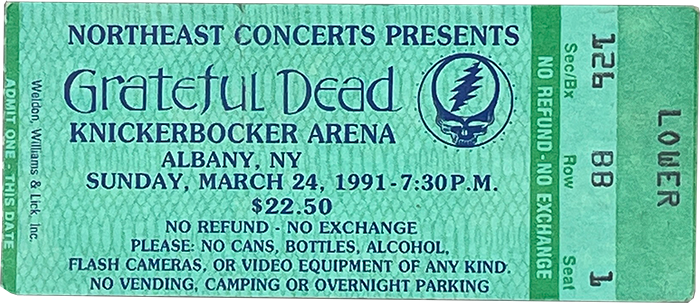 NORTHEAST CONCERTS PRESENTS
Grateful Dead
KNICKERBOCKER ARENA
ALBANY, NY
SUNDAY, MARCH 24, 1991-7:30P.M.
$22.50
NO REFUND - NO EXCHANGE
PLEASE: NO CANS, BOTTLES, ALCOHOL,
FLASH CAMERAS, OR VIDEO EQUIPMENT OF ANY KIND.
NO VENDING, CAMPING OR OVERNIGHT PARKING
ADMIT ONE - THIS DATE
Weldon, Williams & Lick, Inc.
NO REFUND - NO EXCHANGE
Sec/Bx Row Seat
126 BB 1
LOWER